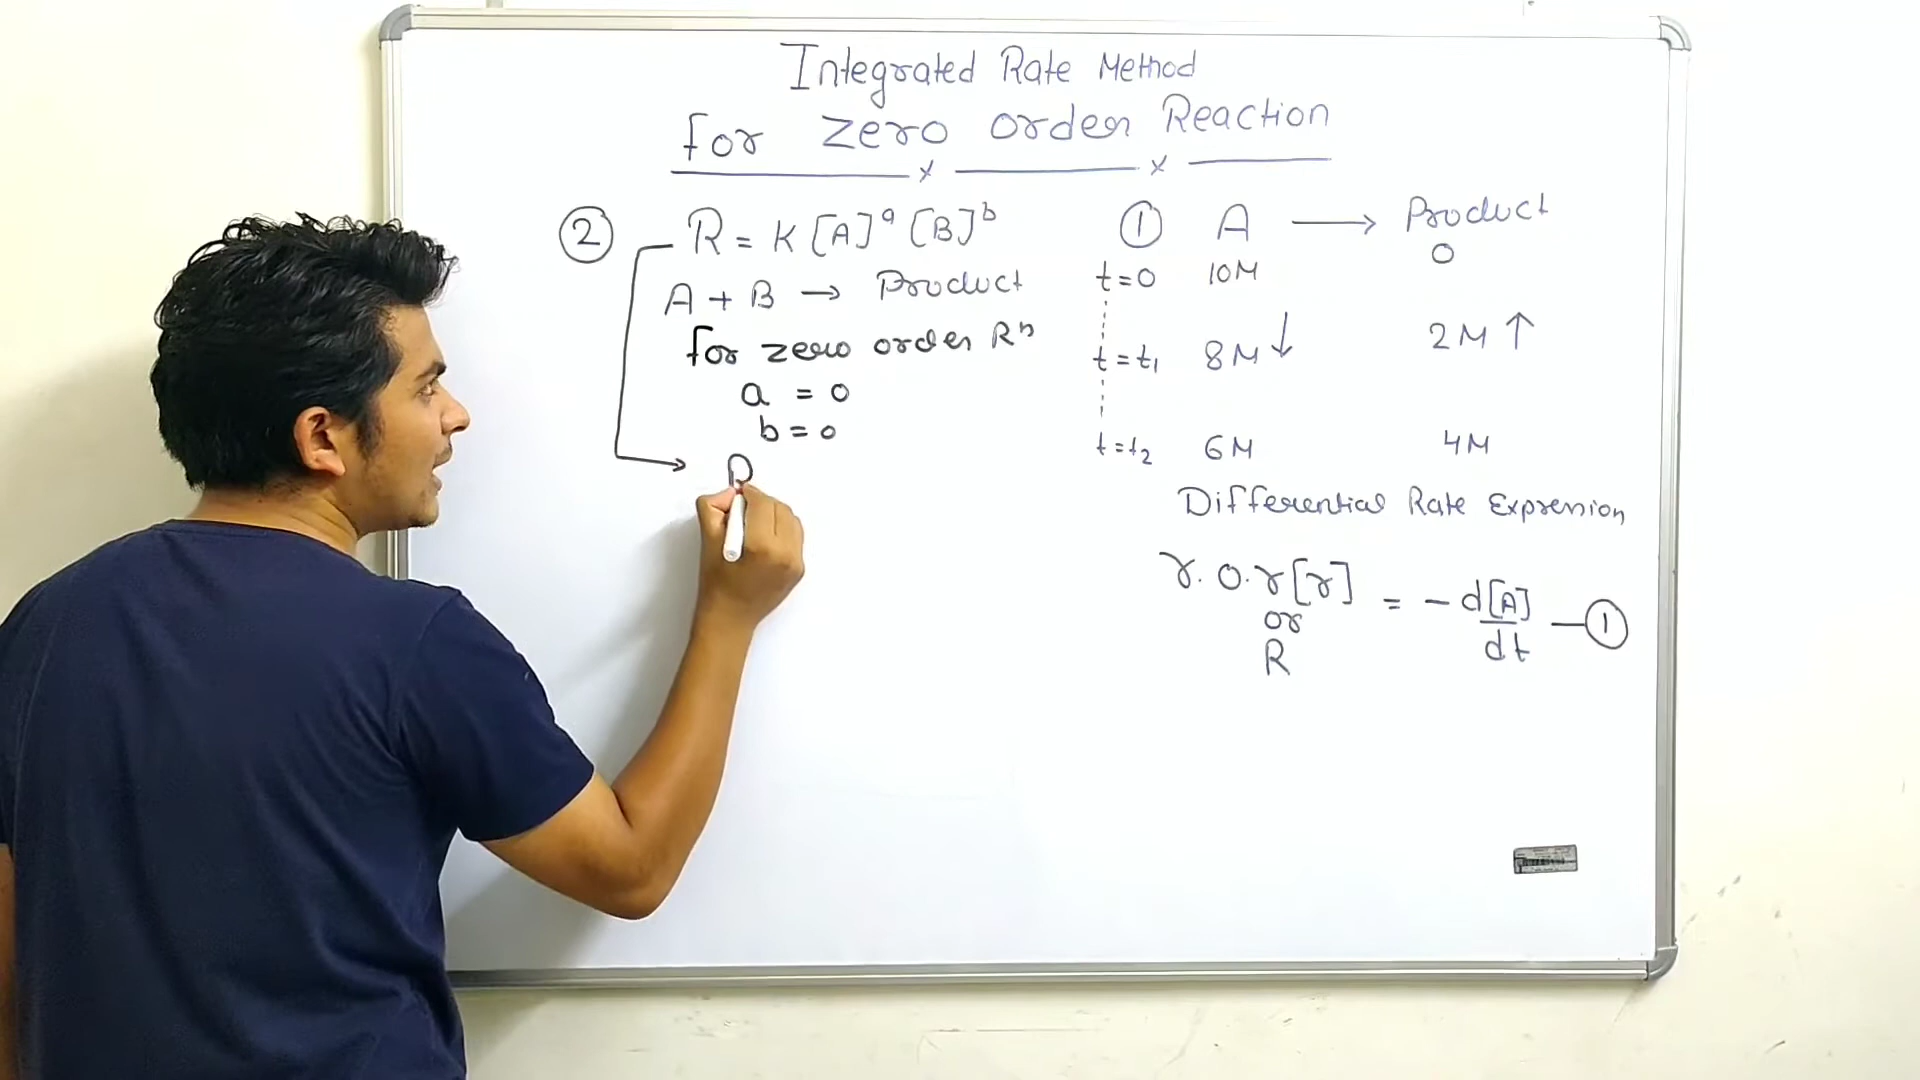 Integrated Rate Method
for zero order Reaction
② R = K [A]ᵃ [B]ᵇ
A + B → Product
for zero order Rⁿ
a = 0
b = 0
R
① A → Product
t=0 10M 0
t = t₁ 8M ↓ 2M ↑
t = t₂ 6M 4M
Differential Rate Expression
r.o.r [r] = - d[A]/dt — ①
or
R